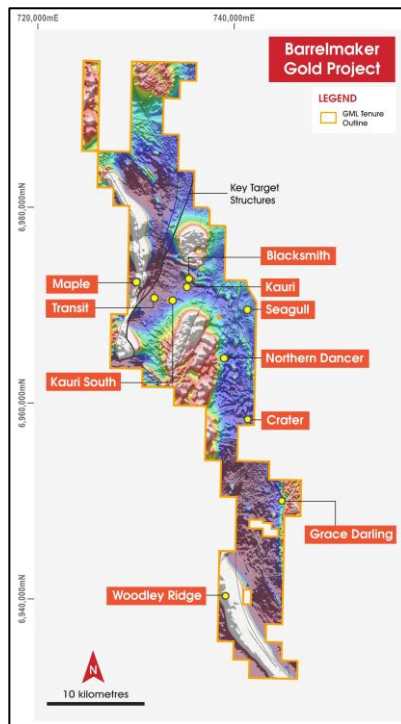 720,000mE
740,000mE
Barrelmaker
Gold Project
LEGEND
GML Tenure
Outline
Key Target
Structures
6,980,000mN
Blacksmith
Maple
Kauri
Transit
Seagull
Northern Dancer
Kauri South
6,960,000mN
Crater
Grace Darling
Woodley Ridge
6,940,000mN
N
10 kilometres